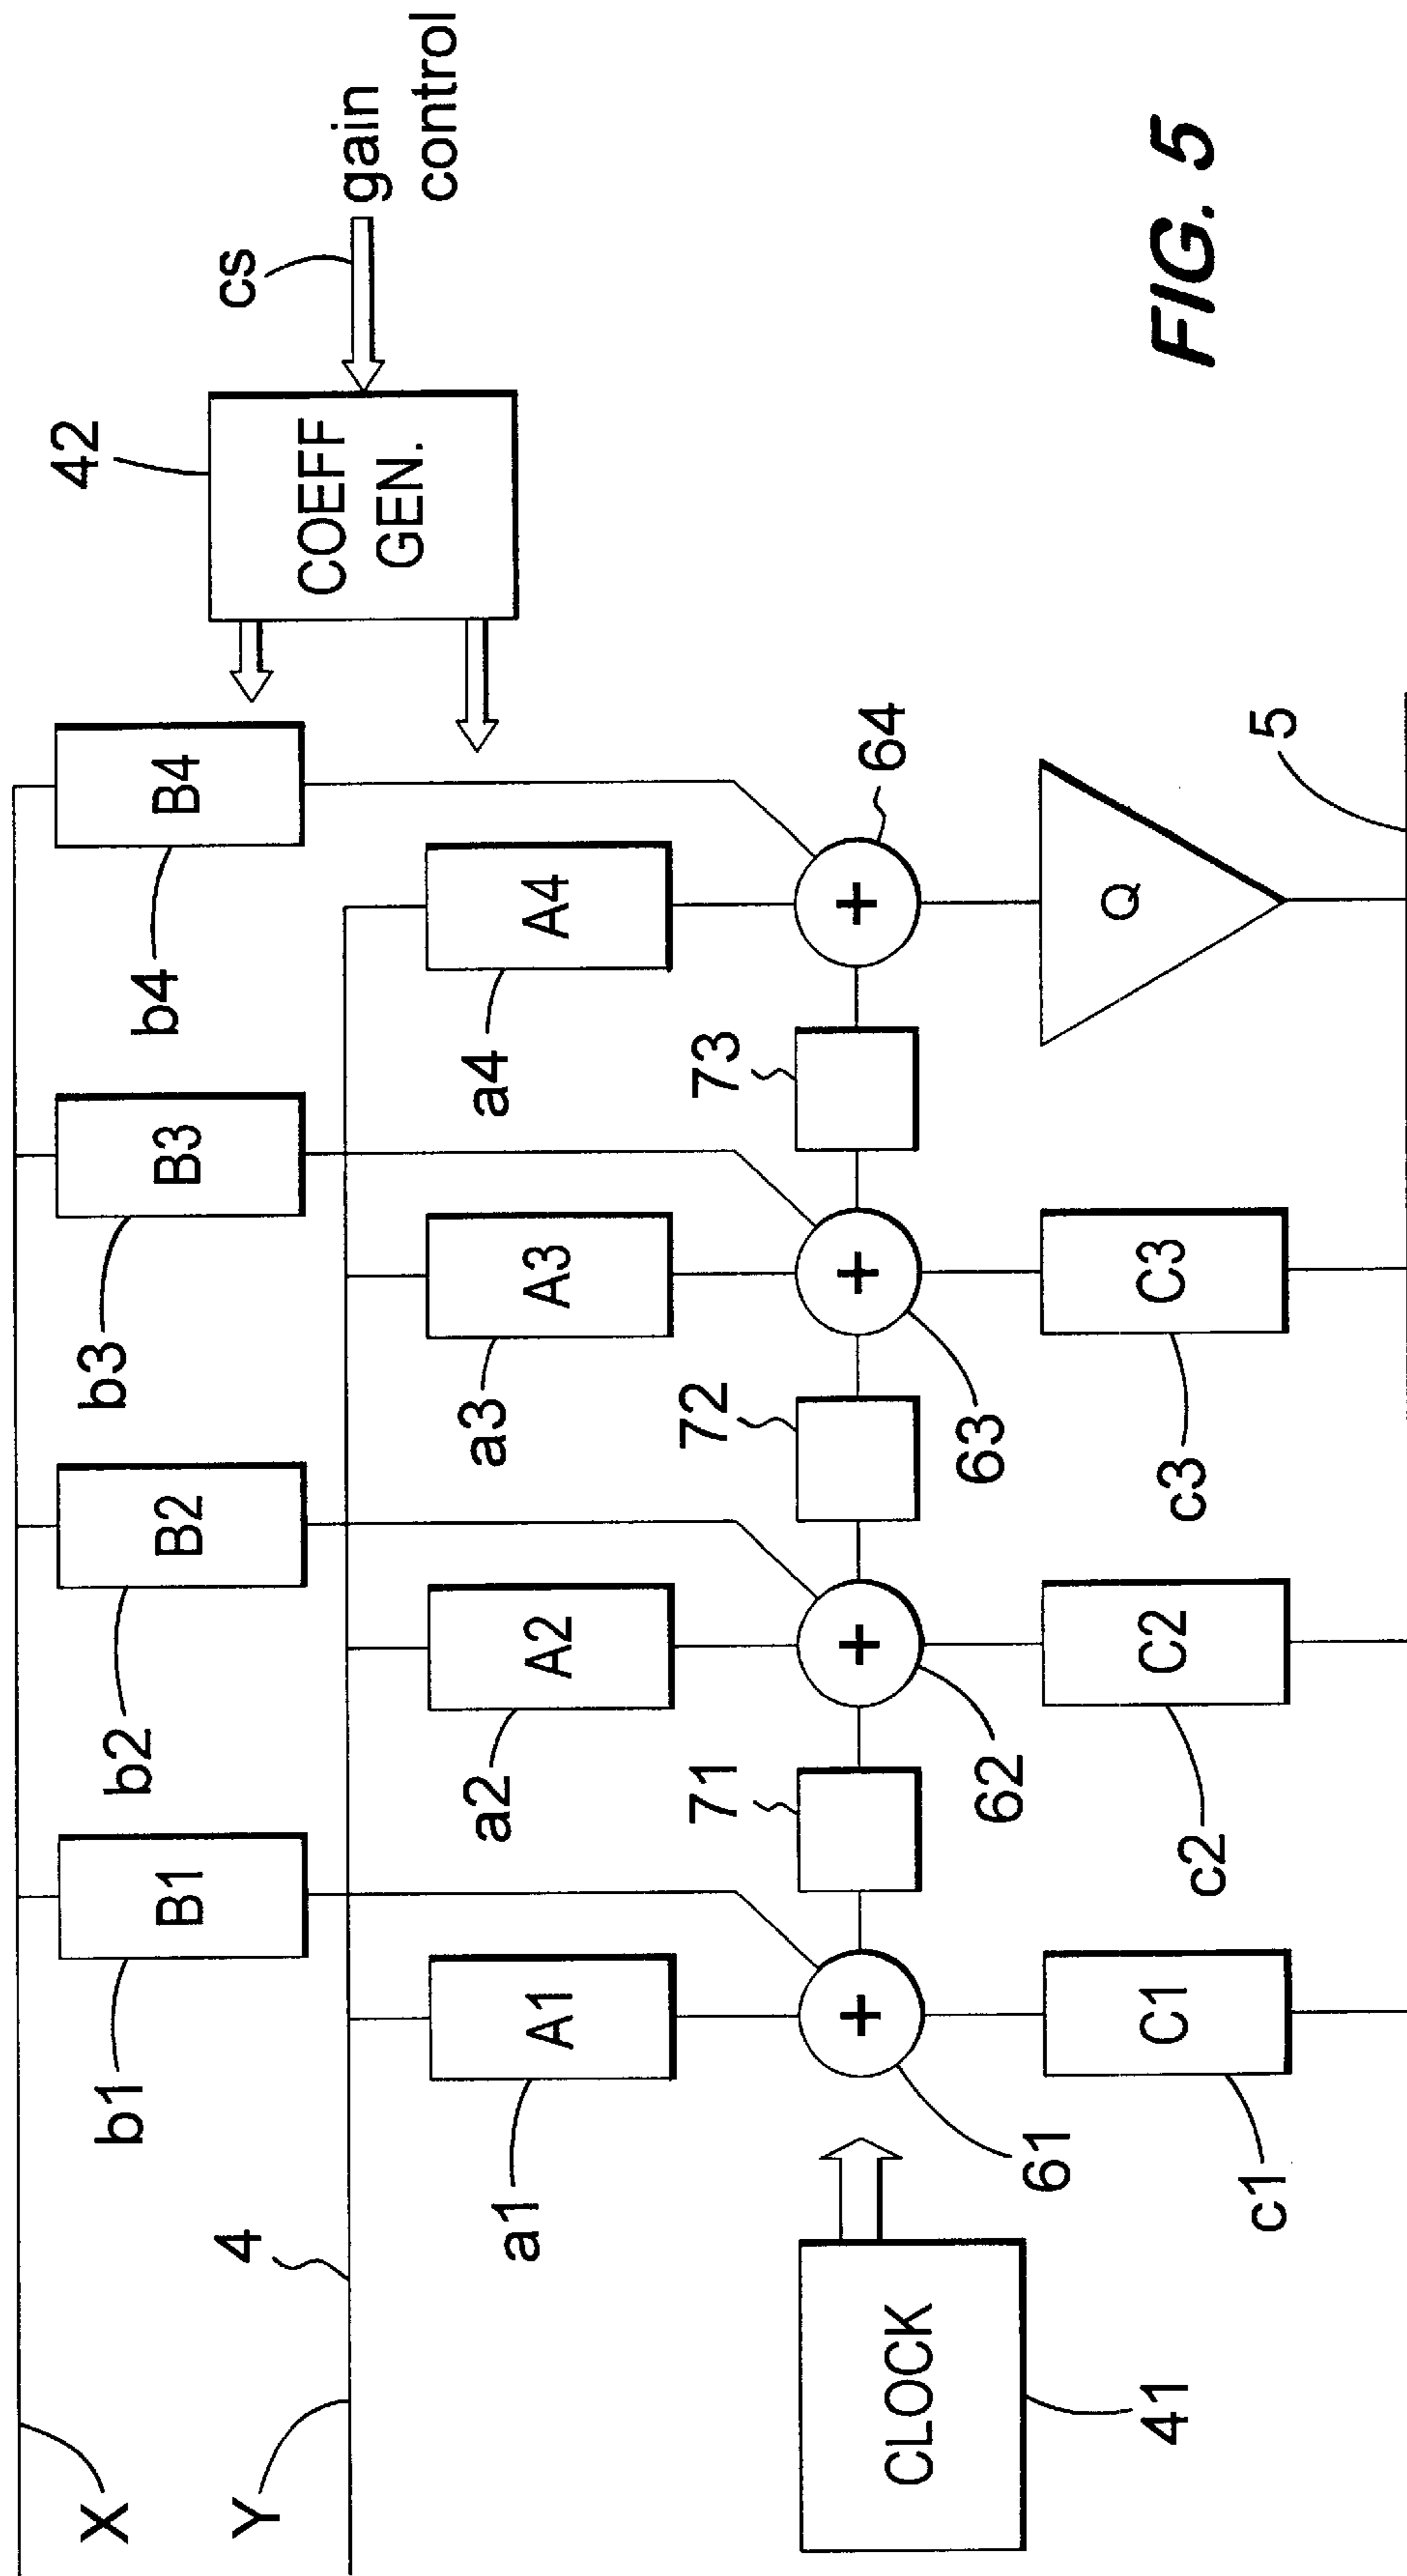 X
Y
4
b1
B1
b2
B2
b3
B3
b4
B4
42
COEFF
GEN.
cs
gain
control
a1
A1
a2
A2
a3
A3
a4
A4
CLOCK
41
+
61
71
+
62
72
+
63
73
+
64
c1
C1
c2
C2
c3
C3
Q
5
FIG. 5